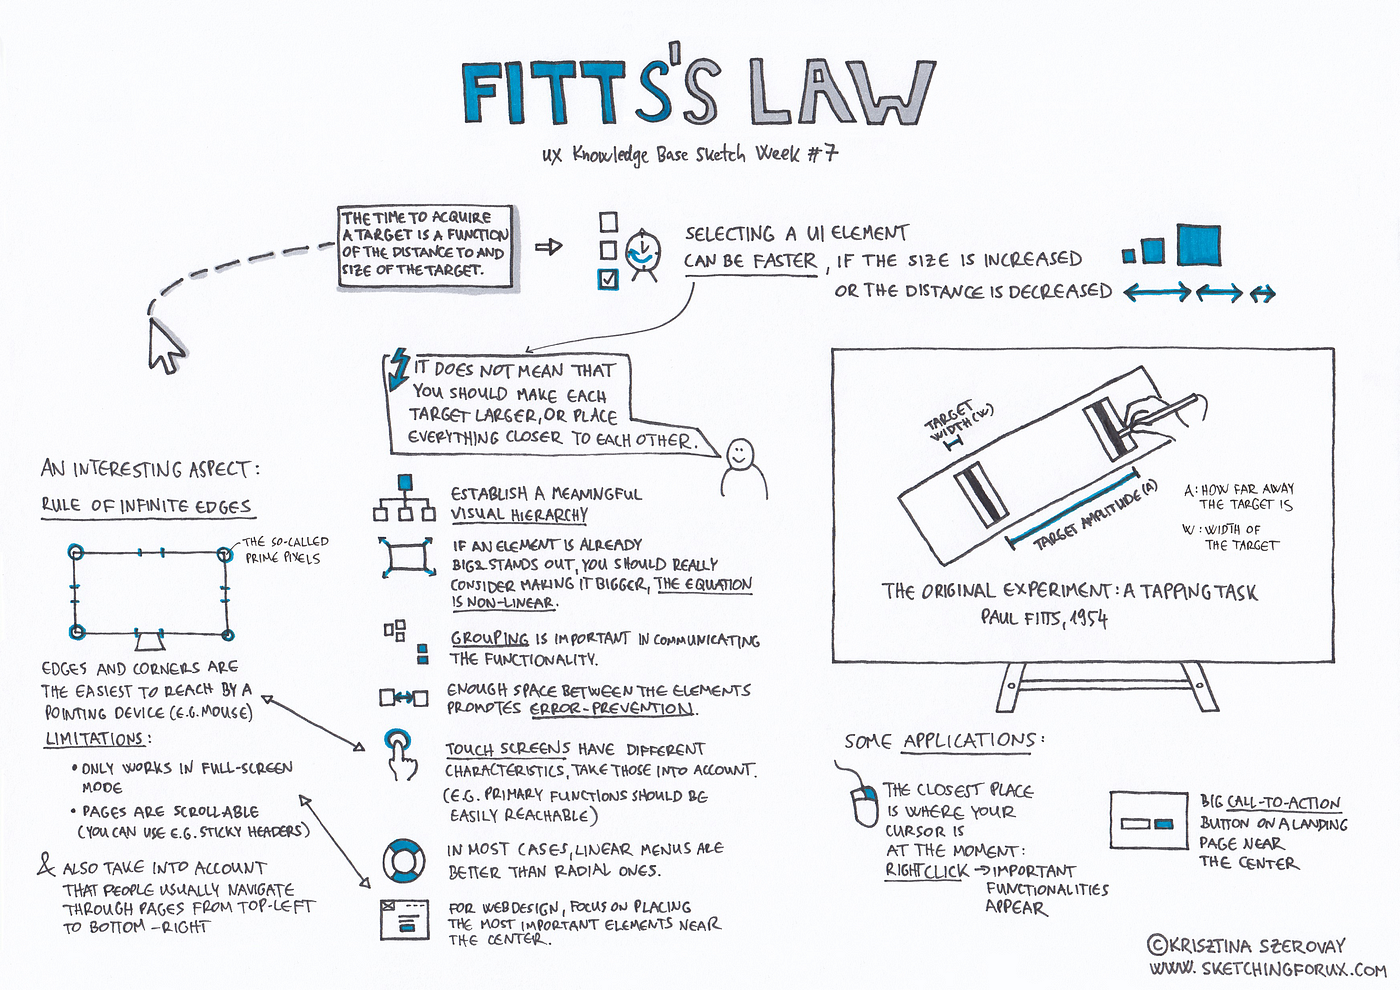 FITTS'S LAW
UX Knowledge Base Sketch Week #7
THE TIME TO ACQUIRE
A TARGET IS A FUNCTION
OF THE DISTANCE TO AND
SIZE OF THE TARGET.
SELECTING A UI ELEMENT
CAN BE FASTER, IF THE SIZE IS INCREASED
OR THE DISTANCE IS DECREASED
IT DOES NOT MEAN THAT
YOU SHOULD MAKE EACH
TARGET LARGER, OR PLACE
EVERYTHING CLOSER TO EACH OTHER.
AN INTERESTING ASPECT:
RULE OF INFINITE EDGES
THE SO-CALLED
PRIME PIXELS
EDGES AND CORNERS ARE
THE EASIEST TO REACH BY A
POINTING DEVICE (E.G. MOUSE)
LIMITATIONS:
• ONLY WORKS IN FULL-SCREEN
MODE
• PAGES ARE SCROLLABLE
(YOU CAN USE E.G. STICKY HEADERS)
& ALSO TAKE INTO ACCOUNT
THAT PEOPLE USUALLY NAVIGATE
THROUGH PAGES FROM TOP-LEFT
TO BOTTOM-RIGHT
ESTABLISH A MEANINGFUL
VISUAL HIERARCHY
IF AN ELEMENT IS ALREADY
BIG & STANDS OUT, YOU SHOULD REALLY
CONSIDER MAKING IT BIGGER, THE EQUATION
IS NON-LINEAR.
GROUPING IS IMPORTANT IN COMMUNICATING
THE FUNCTIONALITY.
ENOUGH SPACE BETWEEN THE ELEMENTS
PROMOTES ERROR-PREVENTION.
TOUCH SCREENS HAVE DIFFERENT
CHARACTERISTICS, TAKE THOSE INTO ACCOUNT.
(E.G. PRIMARY FUNCTIONS SHOULD BE
EASILY REACHABLE)
IN MOST CASES, LINEAR MENUS ARE
BETTER THAN RADIAL ONES.
FOR WEBDESIGN, FOCUS ON PLACING
THE MOST IMPORTANT ELEMENTS NEAR
THE CENTER.
TARGET
WIDTH (W)
TARGET AMPLITUDE (A)
A: HOW FAR AWAY
THE TARGET IS
W: WIDTH OF
THE TARGET
THE ORIGINAL EXPERIMENT: A TAPPING TASK
PAUL FITTS, 1954
SOME APPLICATIONS:
THE CLOSEST PLACE
IS WHERE YOUR
CURSOR IS
AT THE MOMENT:
RIGHT CLICK → IMPORTANT
FUNCTIONALITIES
APPEAR
BIG CALL-TO-ACTION
BUTTON ON A LANDING
PAGE NEAR
THE CENTER
© KRISZTINA SZEROVAY
WWW.SKETCHINGFORUX.COM